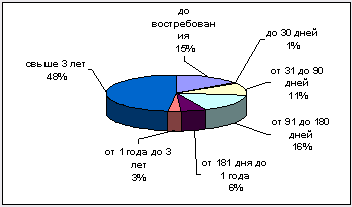 до
востребован
ия
15%
до 30 дней
1%
от 31 до 90
дней
11%
от 91 до 180
дней
16%
от 181 дня до
1 года
6%
от 1 года до 3
лет
3%
свыше 3 лет
48%